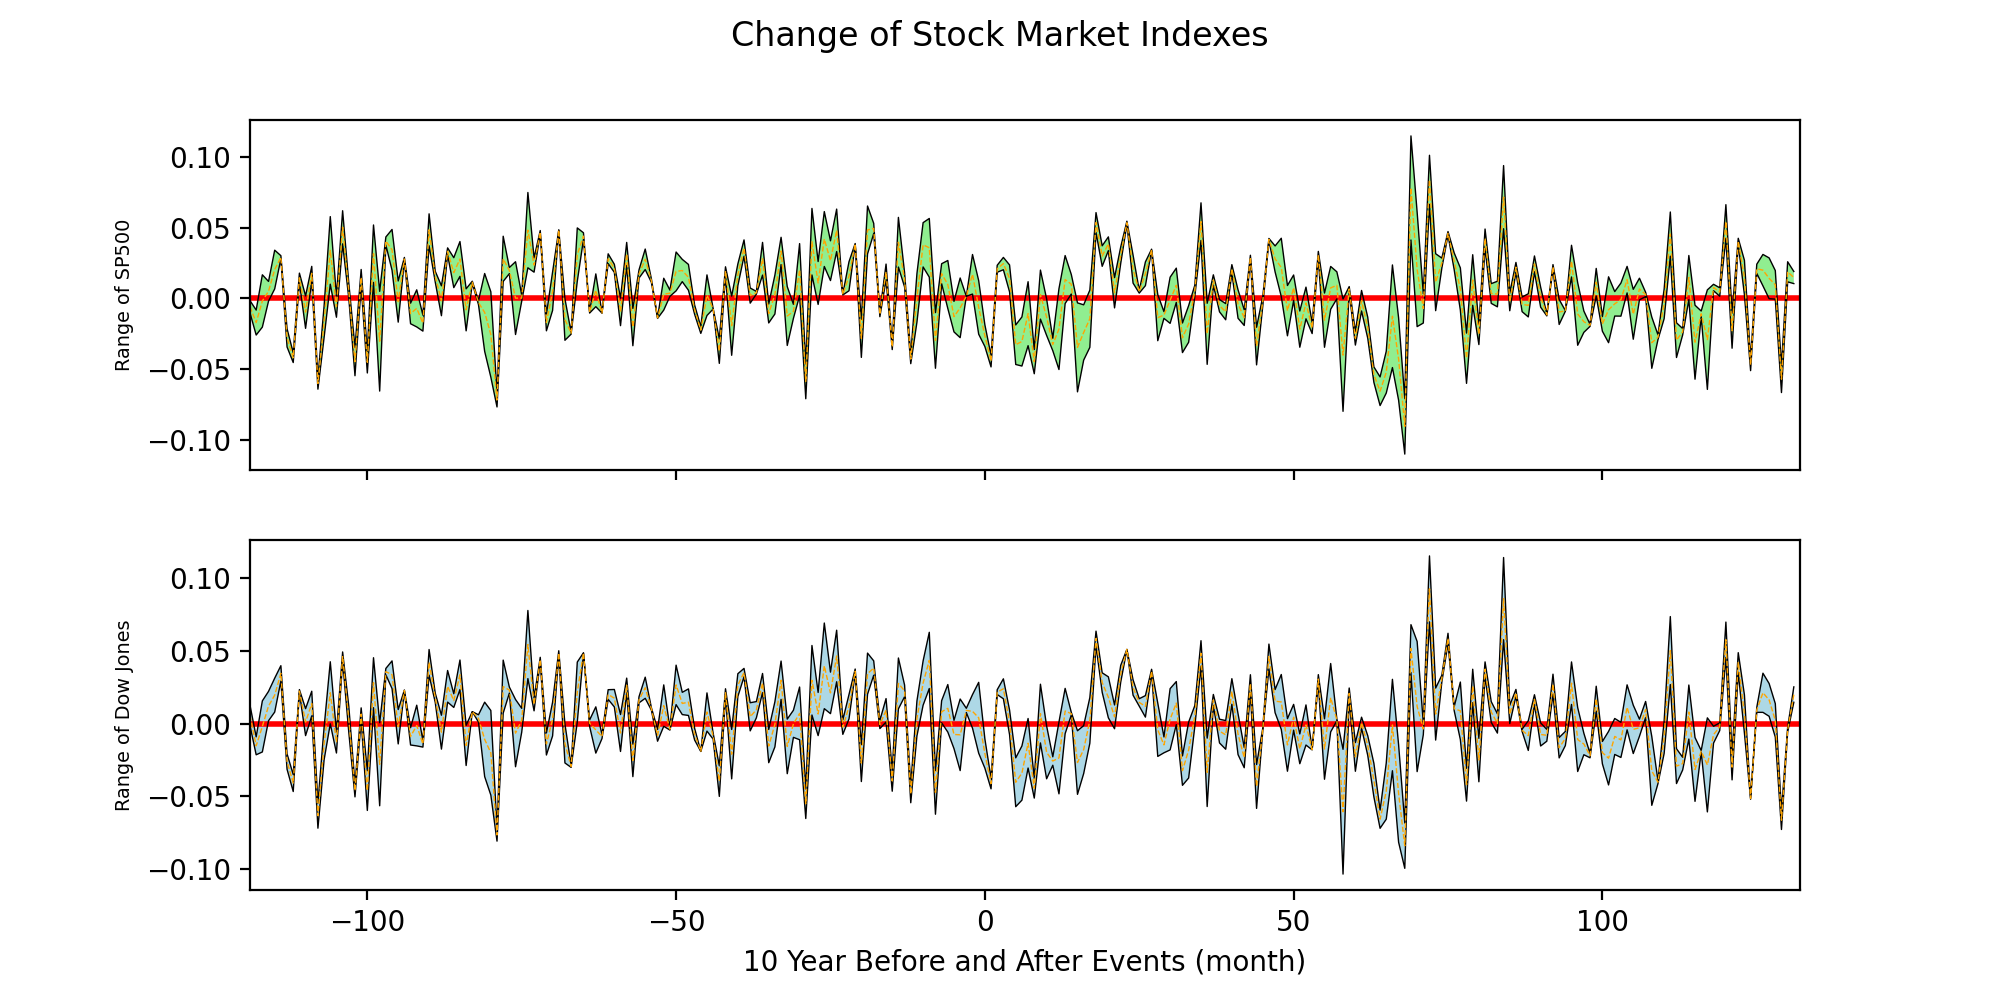 Change of Stock Market Indexes
Range of SP500
0.10
0.05
0.00
−0.05
−0.10
Range of Dow Jones
0.10
0.05
0.00
−0.05
−0.10
−100 −50 0 50 100
10 Year Before and After Events (month)